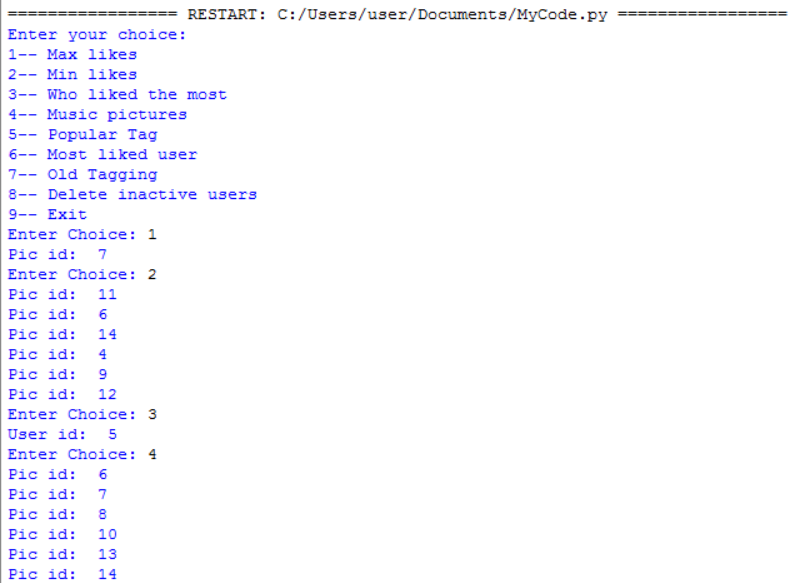 ================= RESTART: C:/Users/user/Documents/MyCode.py =================
Enter your choice:
1-- Max likes
2-- Min likes
3-- Who liked the most
4-- Music pictures
5-- Popular Tag
6-- Most liked user
7-- Old Tagging
8-- Delete inactive users
9-- Exit
Enter Choice: 1
Pic id:  7
Enter Choice: 2
Pic id:  11
Pic id:  6
Pic id:  14
Pic id:  4
Pic id:  9
Pic id:  12
Enter Choice: 3
User id:  5
Enter Choice: 4
Pic id:  6
Pic id:  7
Pic id:  8
Pic id:  10
Pic id:  13
Pic id:  14